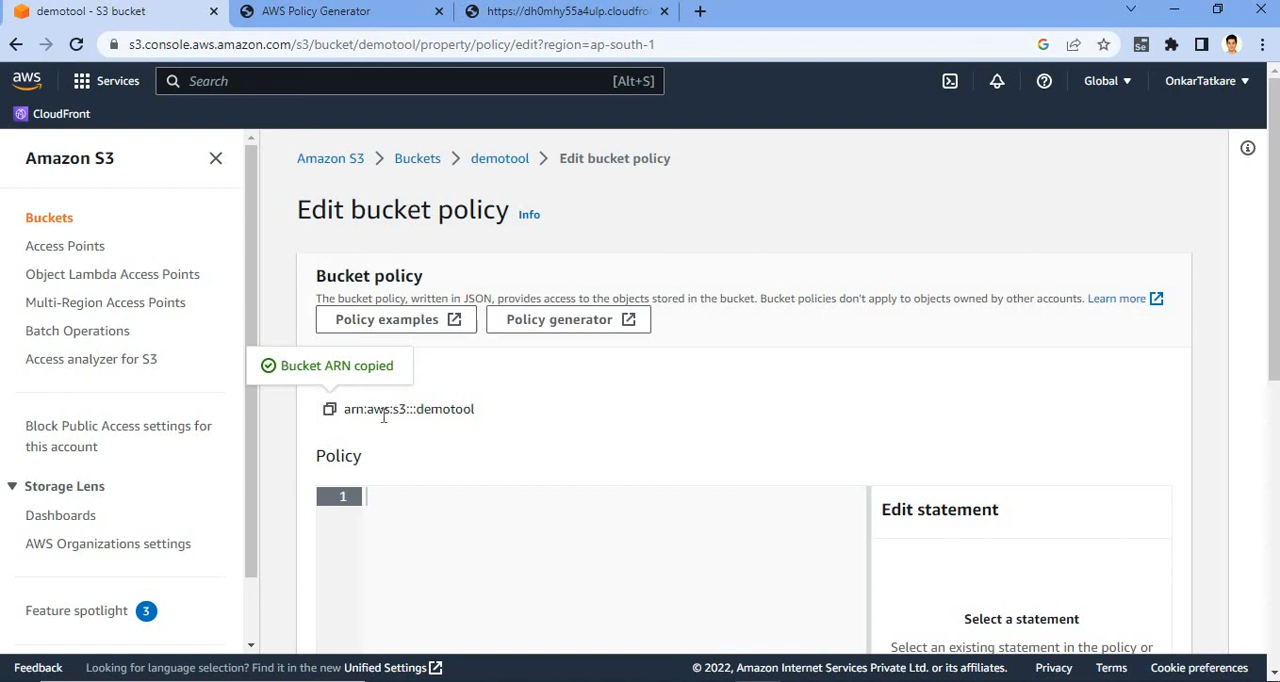 demotool - S3 bucket
AWS Policy Generator
https://dh0mhy55a4ulp.cloudfro
s3.console.aws.amazon.com/s3/bucket/demotool/property/policy/edit?region=ap-south-1
aws
Services
Search
[Alt+S]
Global
OnkarTatkare
CloudFront
Amazon S3
Buckets
Access Points
Object Lambda Access Points
Multi-Region Access Points
Batch Operations
Access analyzer for S3
Block Public Access settings for
this account
Storage Lens
Dashboards
AWS Organizations settings
Feature spotlight 3
Amazon S3 > Buckets > demotool > Edit bucket policy
Edit bucket policy Info
Bucket policy
The bucket policy, written in JSON, provides access to the objects stored in the bucket. Bucket policies don't apply to objects owned by other accounts. Learn more
Policy examples
Policy generator
Bucket ARN copied
arn:aws:s3:::demotool
Policy
1
Edit statement
Select a statement
Select an existing statement in the policy or
Feedback
Looking for language selection? Find it in the new Unified Settings
© 2022, Amazon Internet Services Private Ltd. or its affiliates.
Privacy
Terms
Cookie preferences